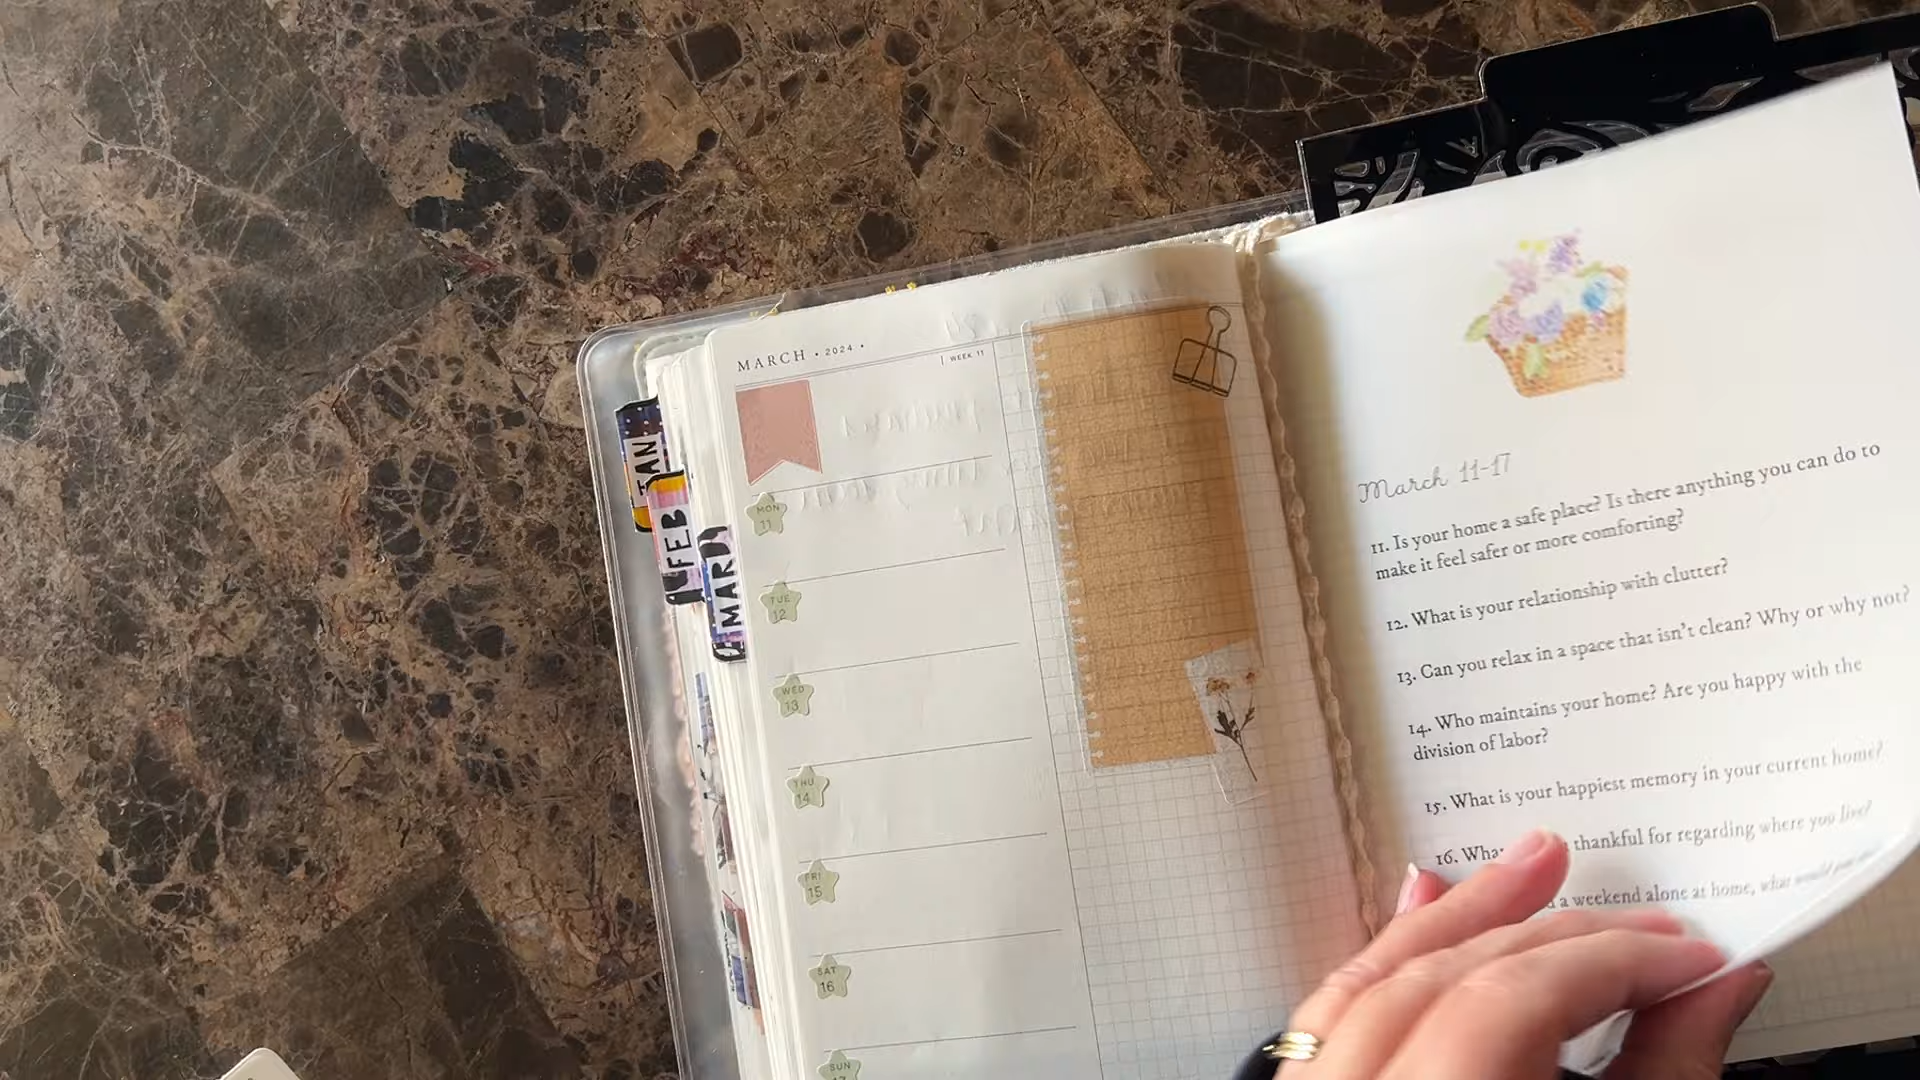 MARCH • 2024 •
WEEK 11
JAN
FEB
MAR
MON
11
TUE
12
WED
13
THU
14
FRI
15
SAT
16
SUN
17
March 11-17
11. Is your home a safe place? Is there anything you can do to
make it feel safer or more comforting?
12. What is your relationship with clutter?
13. Can you relax in a space that isn't clean? Why or why not?
14. Who maintains your home? Are you happy with the
division of labor?
15. What is your happiest memory in your current home?
16. thankful for regarding where you live?
a weekend alone at home, what would you